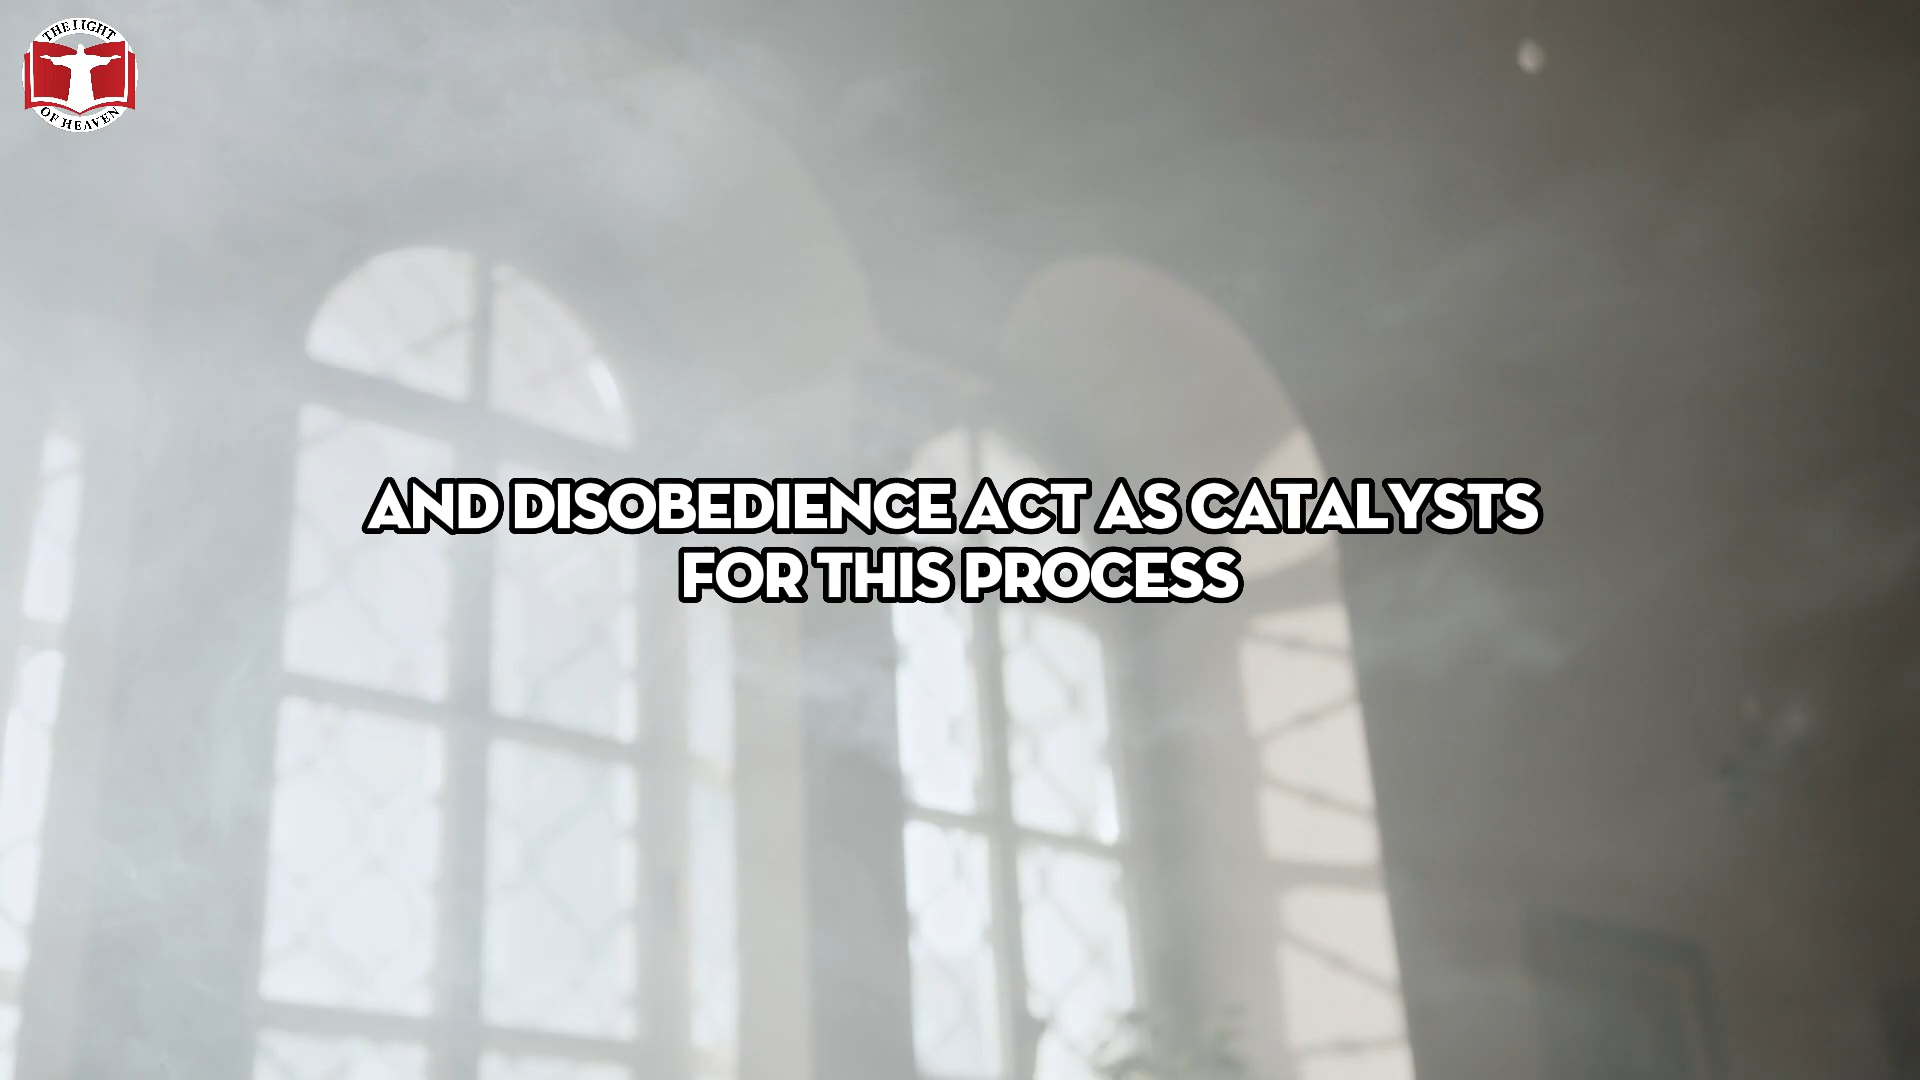 THE LIGHT
OF HEAVEN
AND DISOBEDIENCE ACT AS CATALYSTS
FOR THIS PROCESS